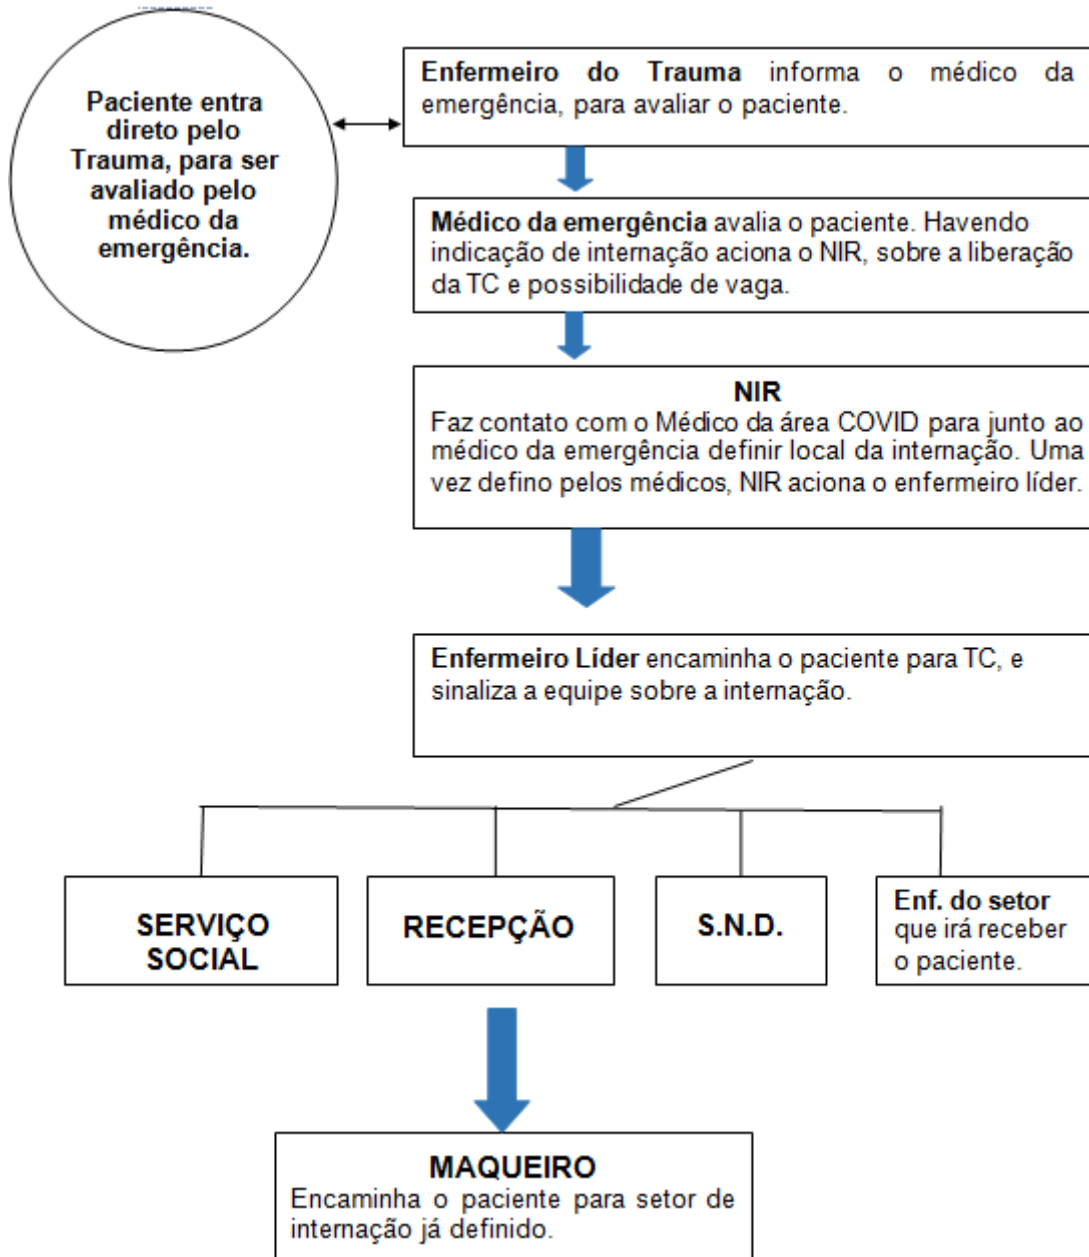 Paciente entra
direto pelo
Trauma, para ser
avaliado pelo
médico da
emergência.
Enfermeiro do Trauma informa o médico da
emergência, para avaliar o paciente.
Médico da emergência avalia o paciente. Havendo
indicação de internação aciona o NIR, sobre a liberação
da TC e possibilidade de vaga.
NIR
Faz contato com o Médico da área COVID para junto ao
médico da emergência definir local da internação. Uma
vez defino pelos médicos, NIR aciona o enfermeiro líder.
Enfermeiro Líder encaminha o paciente para TC, e
sinaliza a equipe sobre a internação.
SERVIÇO
SOCIAL
RECEPÇÃO
S.N.D.
Enf. do setor
que irá receber
o paciente.
MAQUEIRO
Encaminha o paciente para setor de
internação já definido.